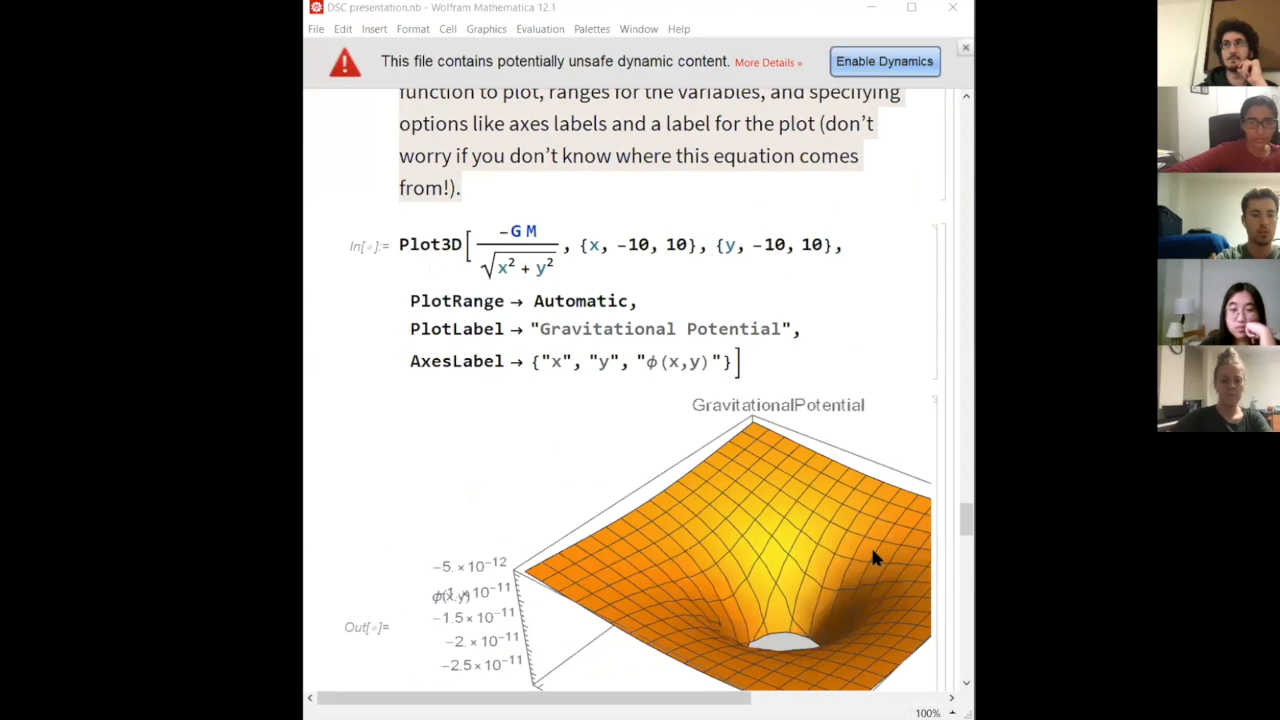 DSC presentation.nb - Wolfram Mathematica 12.1
File Edit Insert Format Cell Graphics Evaluation Palettes Window Help
This file contains potentially unsafe dynamic content. More Details » Enable Dynamics
function to plot, ranges for the variables, and specifying
options like axes labels and a label for the plot (don't
worry if you don't know where this equation comes
from!).
In[∘]:= Plot3D[ -G M / √(x² + y²) , {x, -10, 10}, {y, -10, 10},
PlotRange → Automatic,
PlotLabel → "Gravitational Potential",
AxesLabel → {"x", "y", "ϕ(x,y)"}]
GravitationalPotential
-5. × 10⁻¹²
ϕ(x,y)
-1.5 × 10⁻¹¹
Out[∘]=
-2. × 10⁻¹¹
-2.5 × 10⁻¹¹
100%